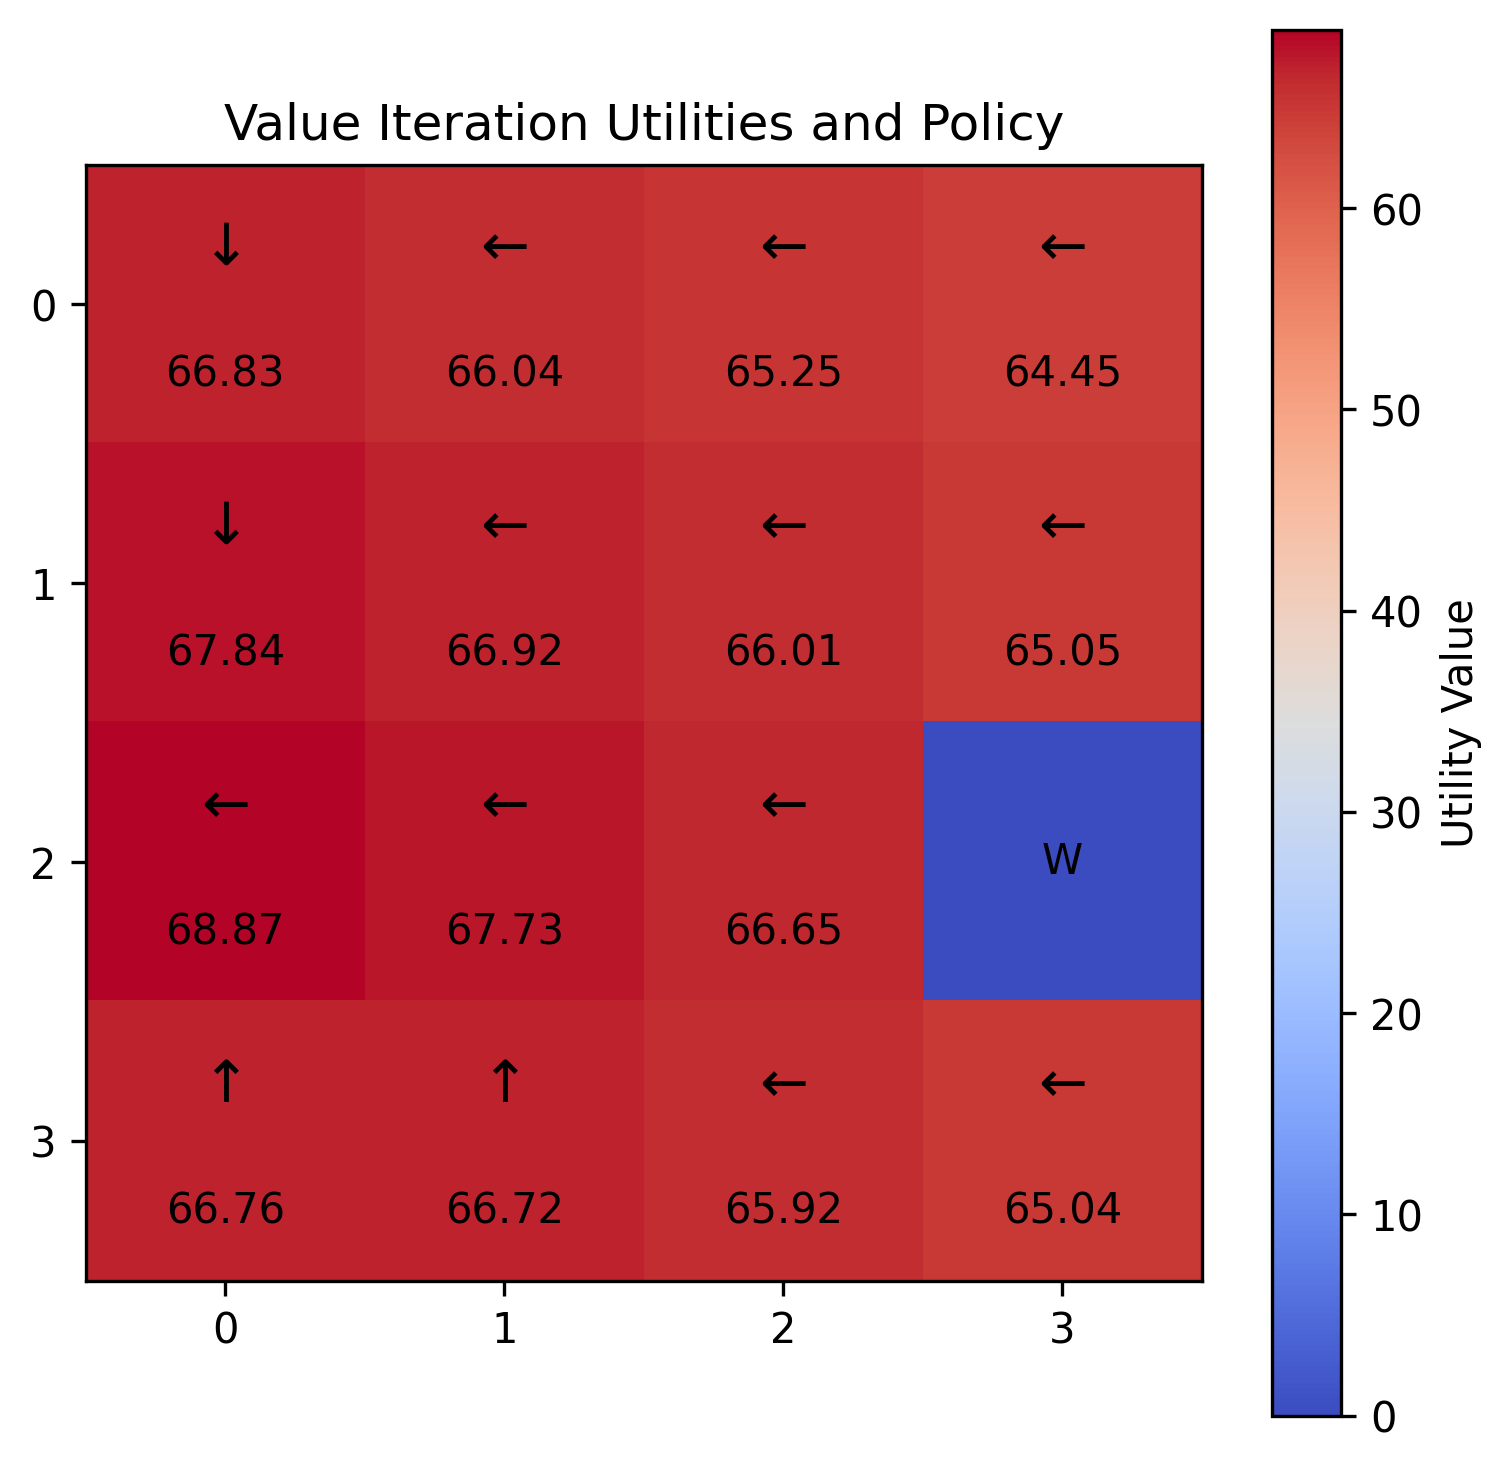 Value Iteration Utilities and Policy
↓ ← ← ←
0
66.83 66.04 65.25 64.45
↓ ← ← ←
1
67.84 66.92 66.01 65.05
← ← ←
2
W
68.87 67.73 66.65
↑ ↑ ← ←
3
66.76 66.72 65.92 65.04
0 1 2 3
60
50
40
30
20
10
0
Utility Value